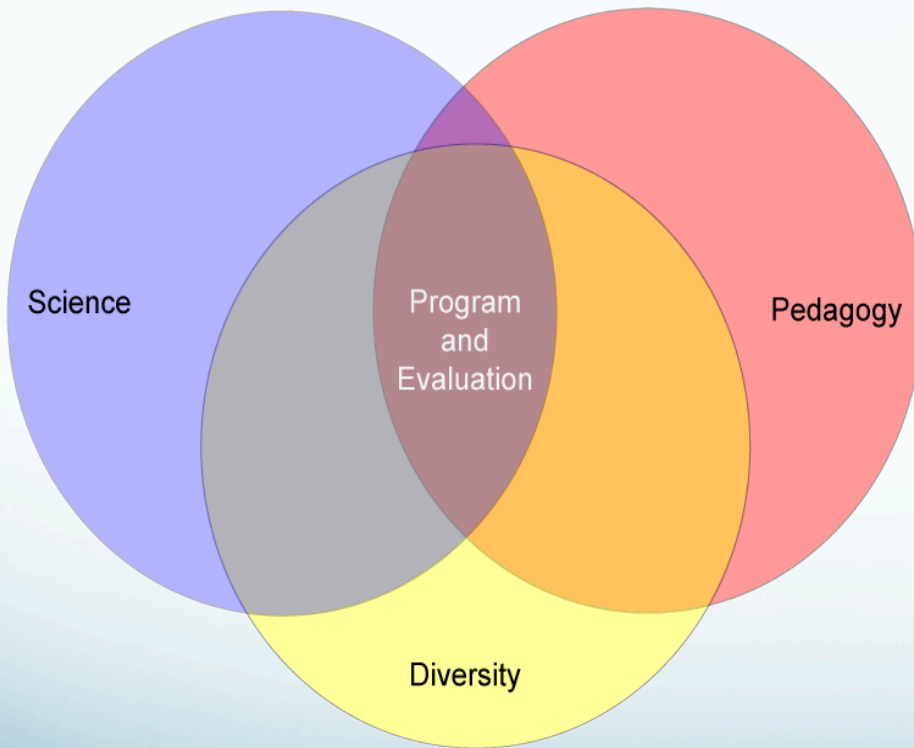 Science
Program
and
Evaluation
Pedagogy
Diversity